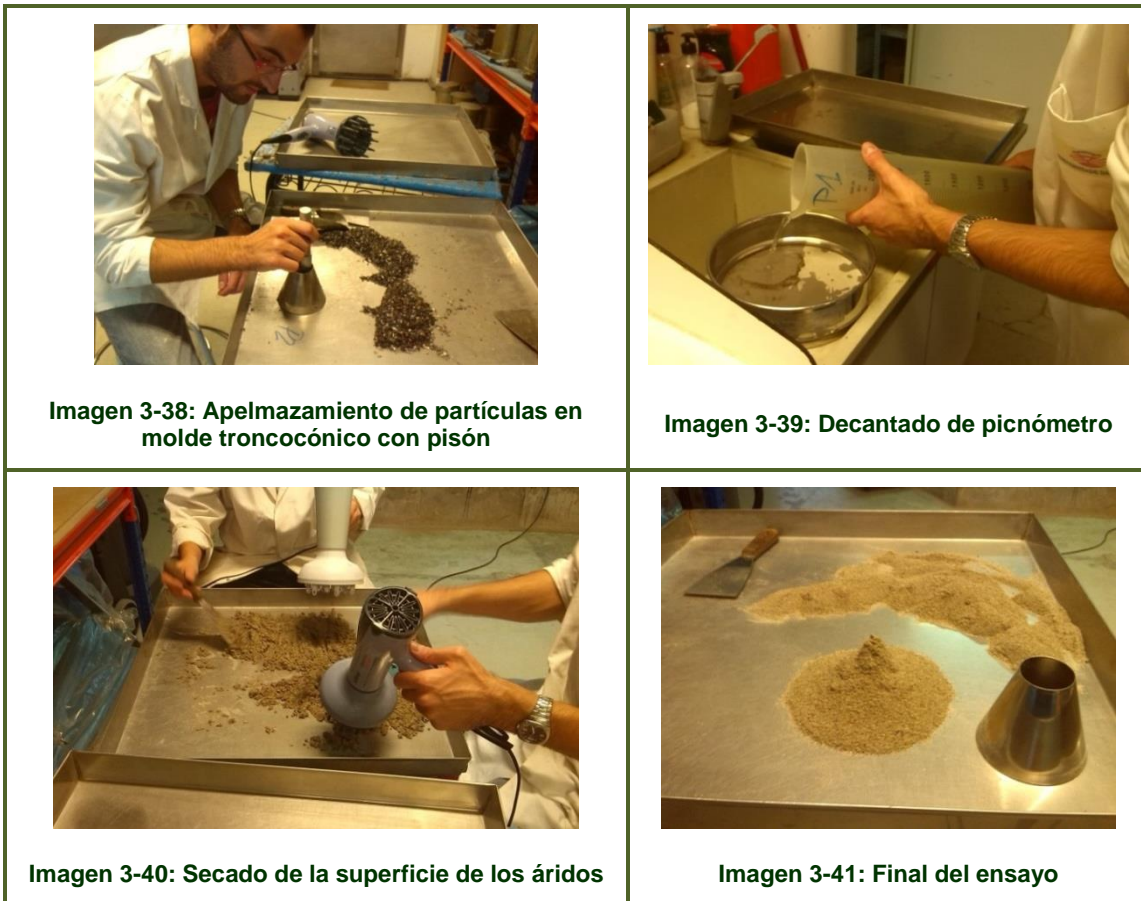 Imagen 3-38: Apelmazamiento de partículas en
molde troncocónico con pisón
P1
Imagen 3-39: Decantado de picnómetro
Imagen 3-40: Secado de la superficie de los áridos
Imagen 3-41: Final del ensayo